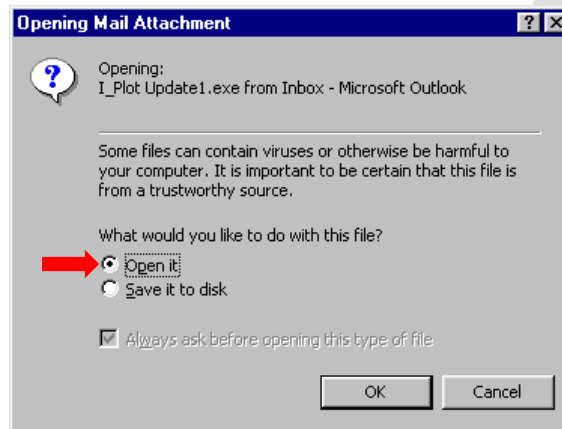 Opening Mail Attachment
Opening:
I_Plot Update1.exe from Inbox - Microsoft Outlook
Some files can contain viruses or otherwise be harmful to
your computer. It is important to be certain that this file is
from a trustworthy source.
What would you like to do with this file?
Open it
Save it to disk
Always ask before opening this type of file
OK Cancel